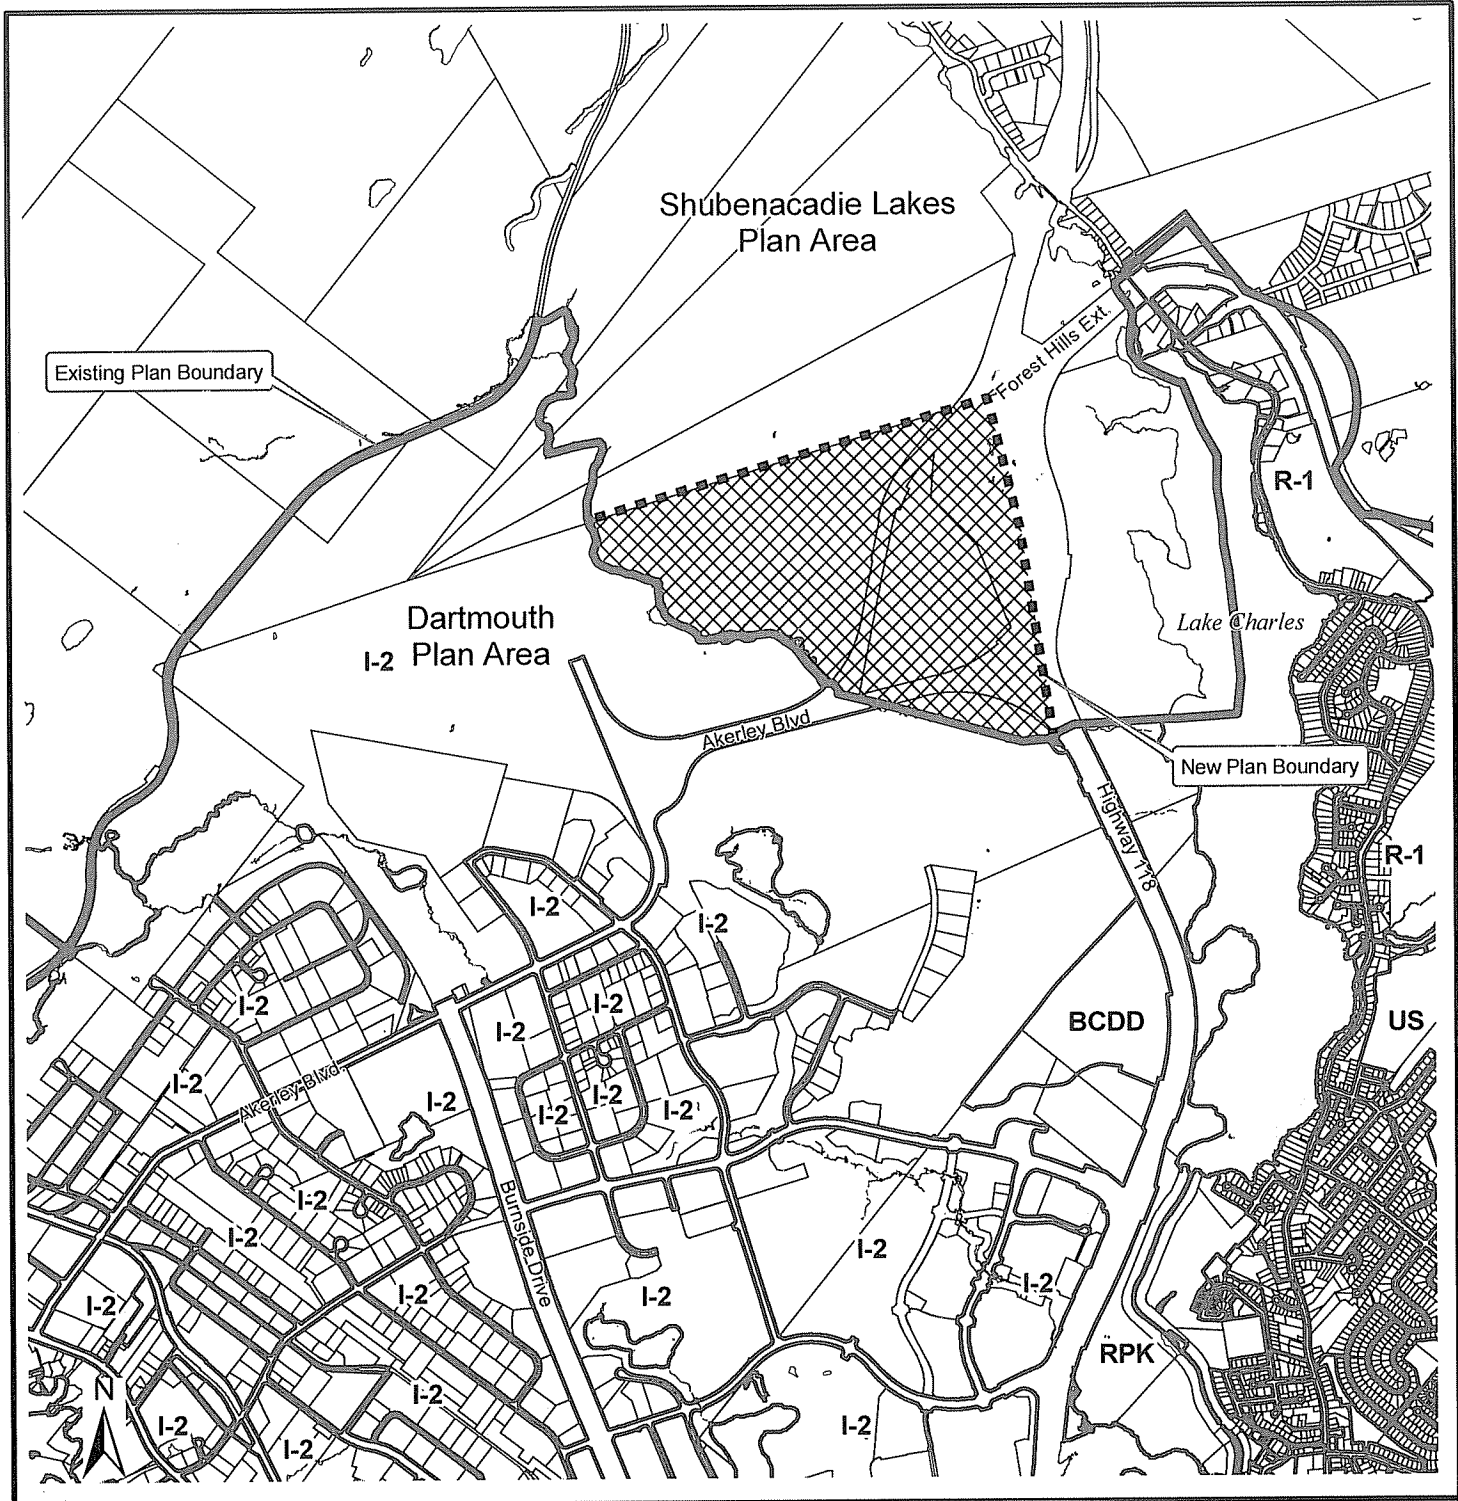 Shubenacadie Lakes
Plan Area
Forest Hills Ext.
Existing Plan Boundary
R-1
Dartmouth
Plan Area
I-2
Lake Charles
Akerley Blvd
New Plan Boundary
Highway 118
R-1
I-2
I-2
I-2
I-2
I-2
BCDD
US
I-2
Akerley Blvd.
I-2
I-2
I-2
I-2
I-2
Burnside Drive
I-2
I-2
I-2
I-2
I-2
I-2
RPK
N
I-2
I-2
I-2
I-2